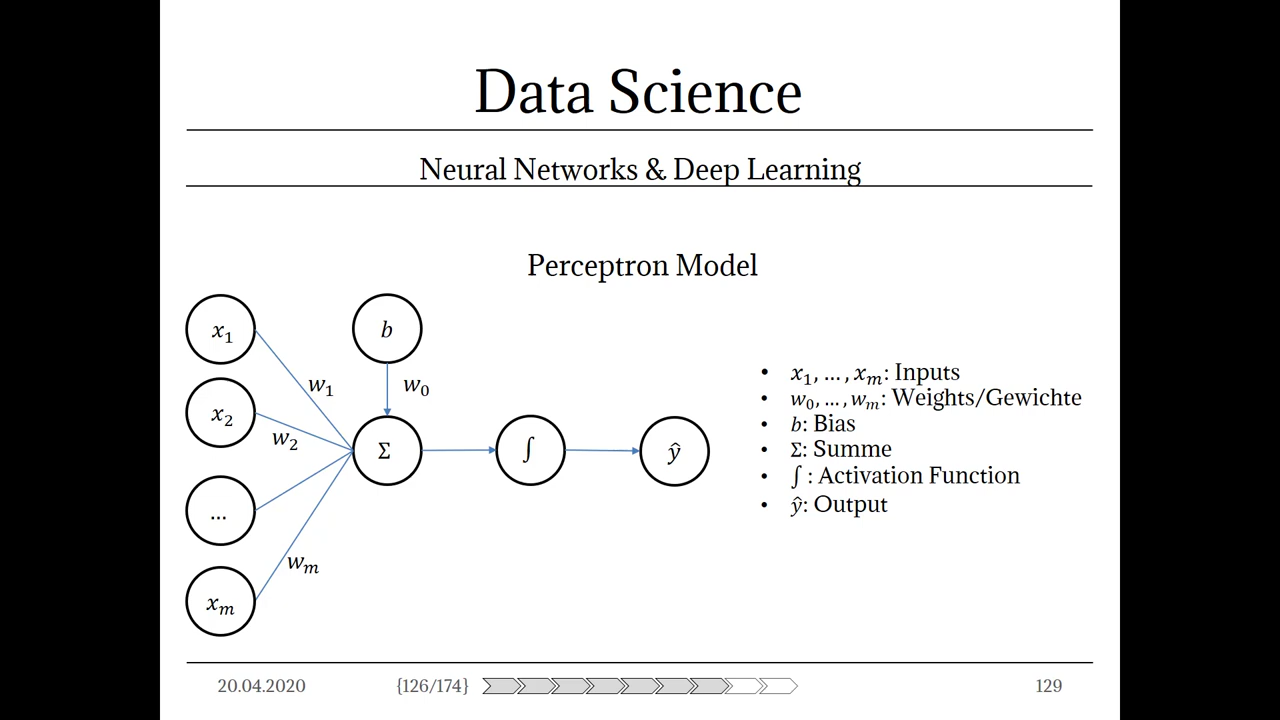 Data Science
Neural Networks & Deep Learning
Perceptron Model
x₁
b
w₁
w₀
x₂
w₂
Σ
∫
ŷ
...
wₘ
xₘ
• x₁, … , xₘ: Inputs
• w₀, … , wₘ: Weights/Gewichte
• b: Bias
• Σ: Summe
• ∫ : Activation Function
• ŷ: Output
20.04.2020
{126/174}
129